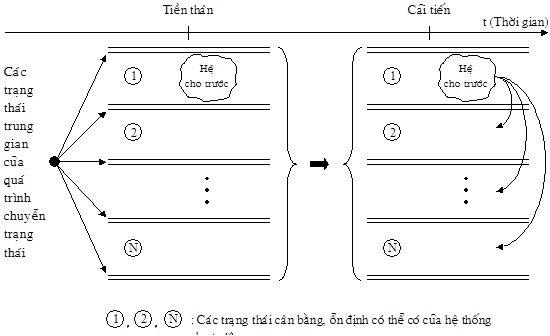 Tiền thân
Cải tiến
t (Thời gian)
Các
trạng
thái
trung
gian
của
quá
trình
chuyển
trạng
thái
1
Hệ
cho trước
2
N
1
Hệ
cho trước
2
N
1 , 2 , N : Các trạng thái cân bằng, ổn định có thể có của hệ thống